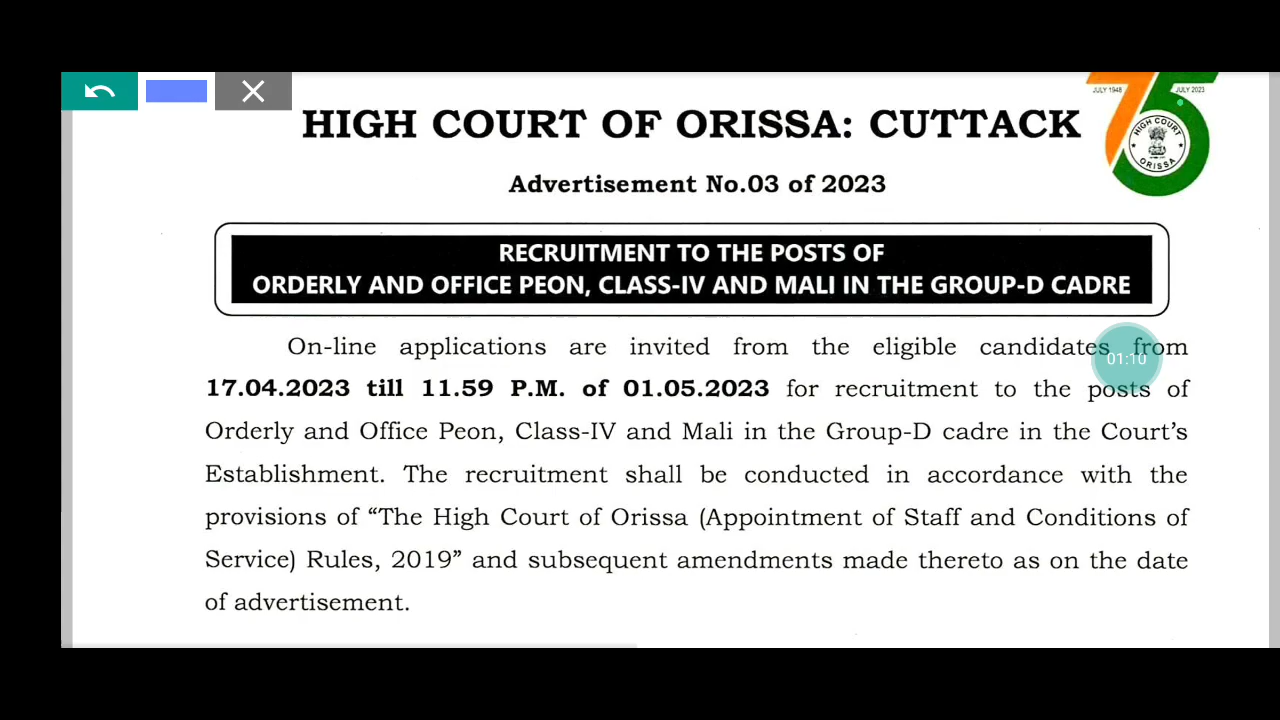 JULY 1948
JULY 2023
75
HIGH COURT
ORISSA
HIGH COURT OF ORISSA: CUTTACK
Advertisement No.03 of 2023
RECRUITMENT TO THE POSTS OF
ORDERLY AND OFFICE PEON, CLASS-IV AND MALI IN THE GROUP-D CADRE
On-line applications are invited from the eligible candidates from
17.04.2023 till 11.59 P.M. of 01.05.2023 for recruitment to the posts of
Orderly and Office Peon, Class-IV and Mali in the Group-D cadre in the Court's
Establishment. The recruitment shall be conducted in accordance with the
provisions of “The High Court of Orissa (Appointment of Staff and Conditions of
Service) Rules, 2019” and subsequent amendments made thereto as on the date
of advertisement.
01:10